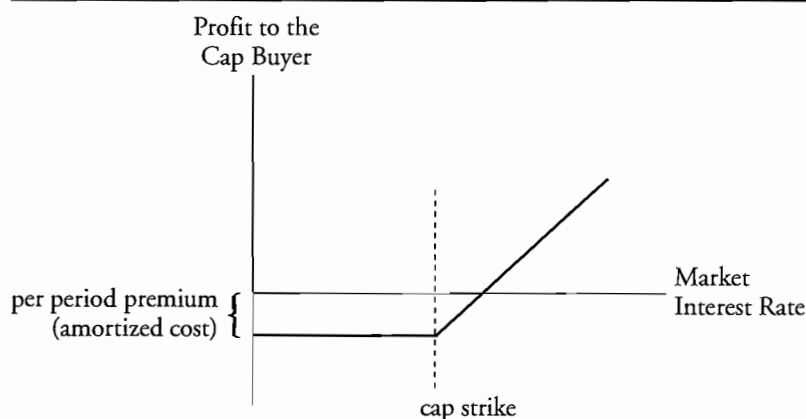 Profit to the
Cap Buyer
Market
Interest Rate
per period premium
(amortized cost)
cap strike